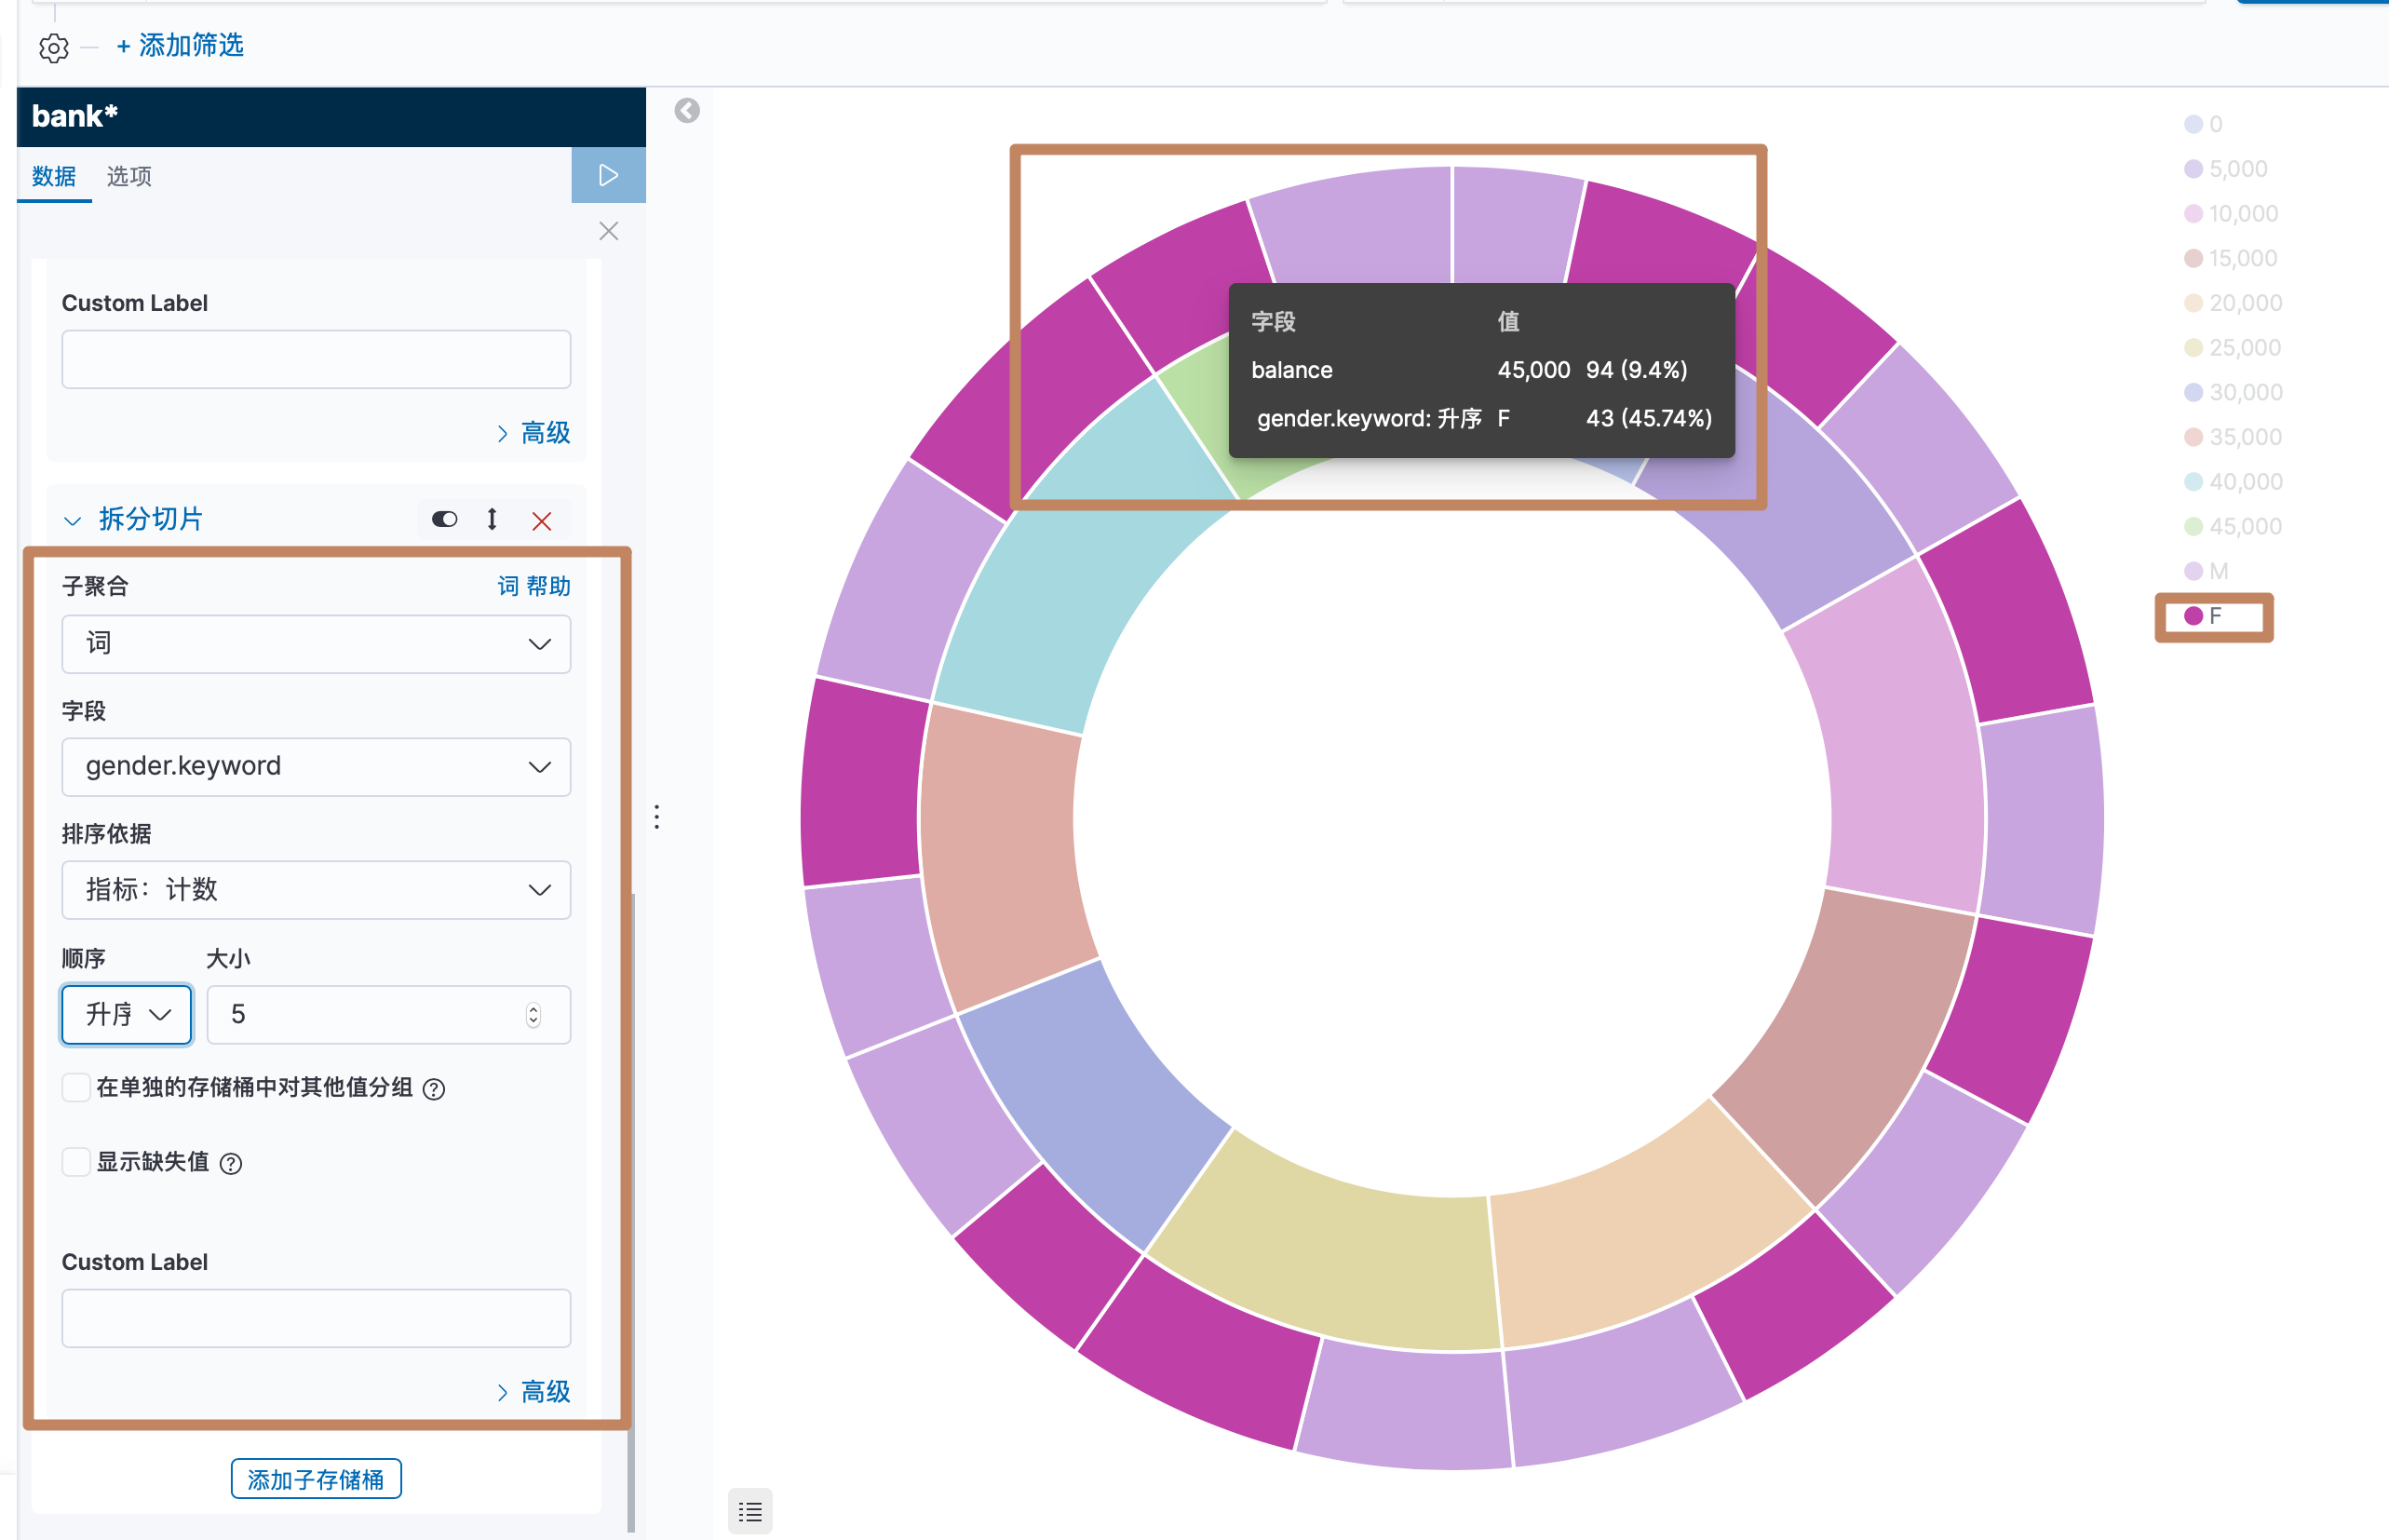 + 添加筛选
bank*
数据 选项
Custom Label
高级
拆分切片
子聚合 词 帮助
词
字段
gender.keyword
排序依据
指标：计数
顺序 大小
升序 5
在单独的存储桶中对其他值分组
显示缺失值
Custom Label
高级
添加子存储桶
字段 值
balance 45,000 94 (9.4%)
gender.keyword: 升序 F 43 (45.74%)
0
5,000
10,000
15,000
20,000
25,000
30,000
35,000
40,000
45,000
M
F